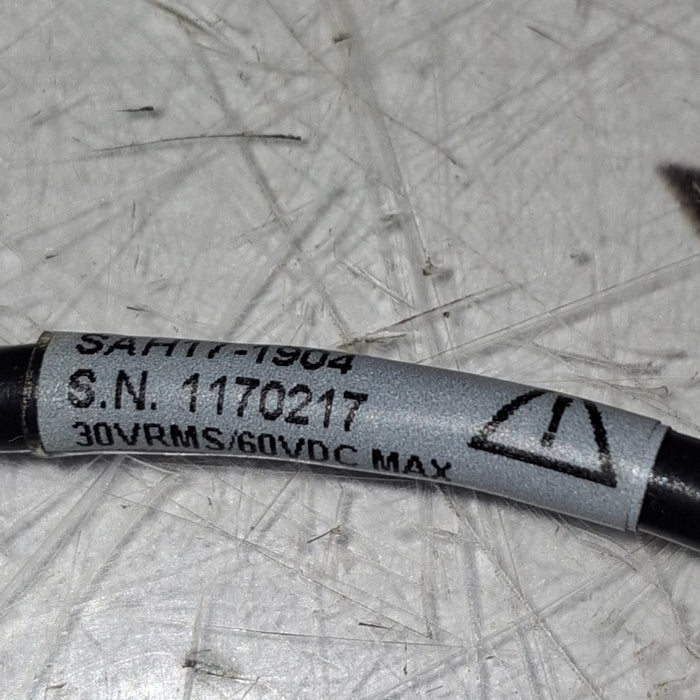 SAH17-1904
S.N. 1170217
30VRMS/60VDC MAX
!